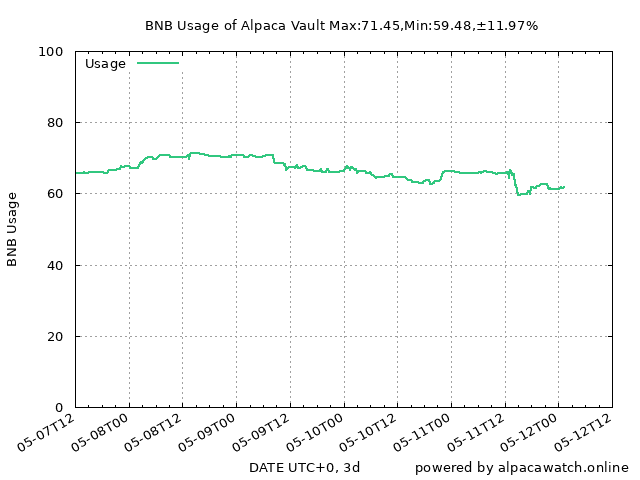 BNB Usage of Alpaca Vault Max:71.45,Min:59.48,±11.97%
Usage
100
80
60
40
20
0
BNB Usage
05-07T12
05-08T00
05-08T12
05-09T00
05-09T12
05-10T00
05-10T12
05-11T00
05-11T12
05-12T00
05-12T12
DATE UTC+0, 3d
powered by alpacawatch.online